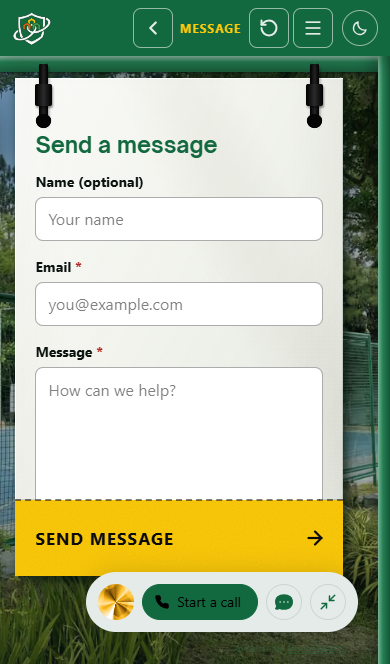 MESSAGE
Send a message
Name (optional)
Your name
Email *
you@example.com
Message *
How can we help?
SEND MESSAGE
Start a call